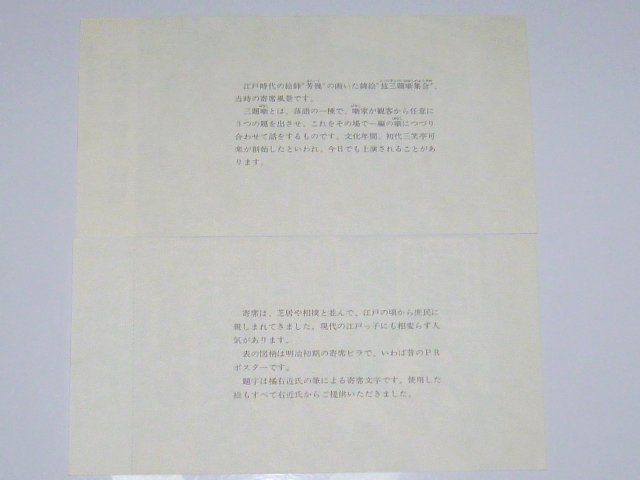 江戸時代の絵師"芳幾"の画いた錦絵"延三題噺集会"、
当時の寄席風景です。
三題噺とは、落語の一種で、噺家が観客から任意に
3つの題を出させ、これをその場で一編の噺につづり
合わせて話をするものです。文化年間、初代三笑亭可
楽が創始したといわれ、今日でも上演されることがあ
ります。
寄席は、芝居や相撲と並んで、江戸の頃から庶民に
親しまれてきました。現代の江戸っ子にも相変らず人
気があります。
表の図柄は明治初期の寄席ビラで、いわば昔のPR
ポスターです。
題字は橘右近氏の筆による寄席文字です。使用した
絵もすべて右近氏からご提供いただきました。